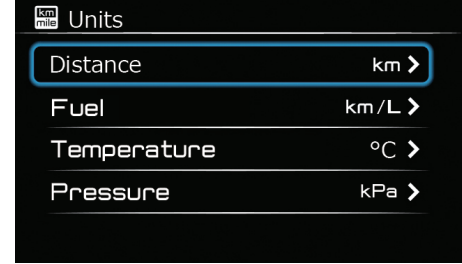 km
mile
Units
Distance km
Fuel km/L
Temperature °C
Pressure kPa